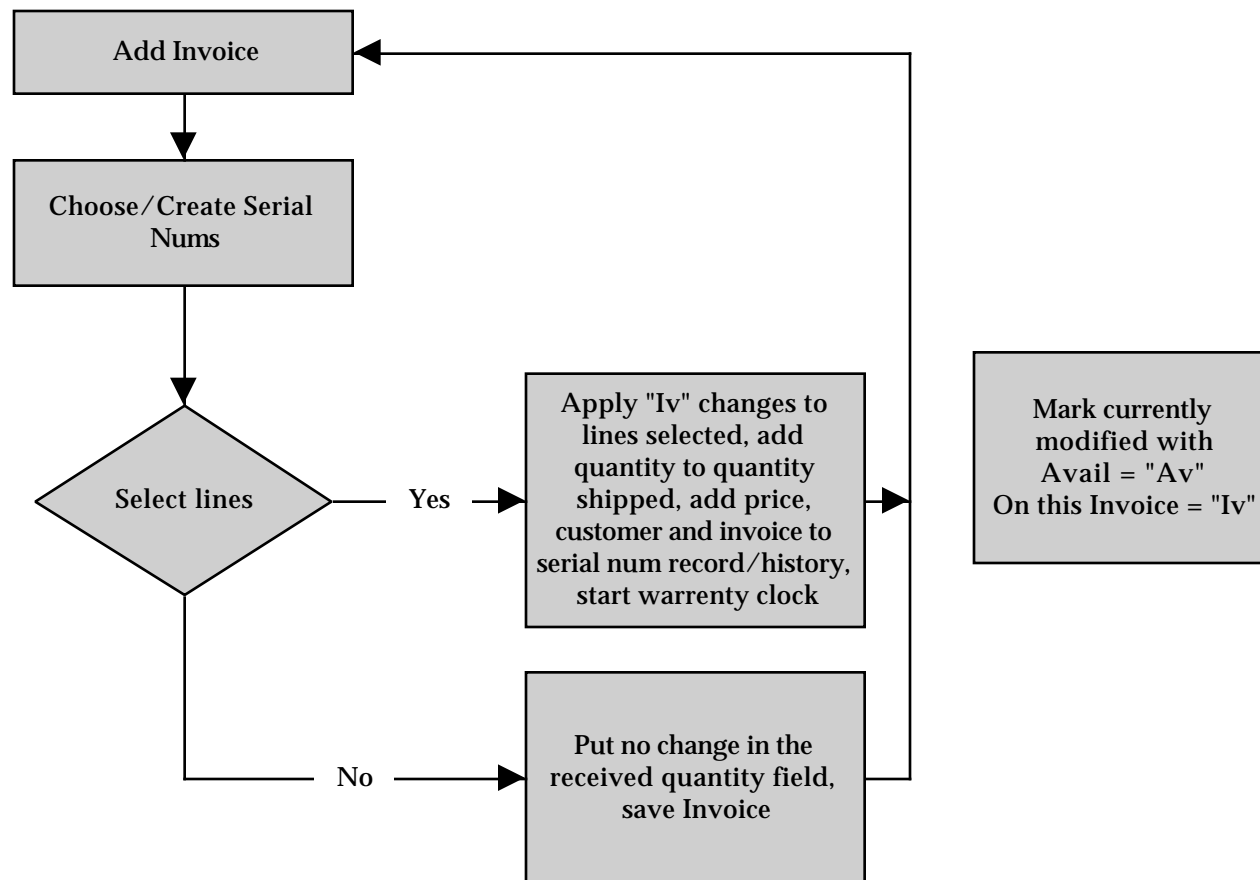 Add Invoice
Choose/Create Serial
Nums
Select lines
Yes
Apply "Iv" changes to
lines selected, add
quantity to quantity
shipped, add price,
customer and invoice to
serial num record/history,
start warrenty clock
Mark currently
modified with
Avail = "Av"
On this Invoice = "Iv"
No
Put no change in the
received quantity field,
save Invoice